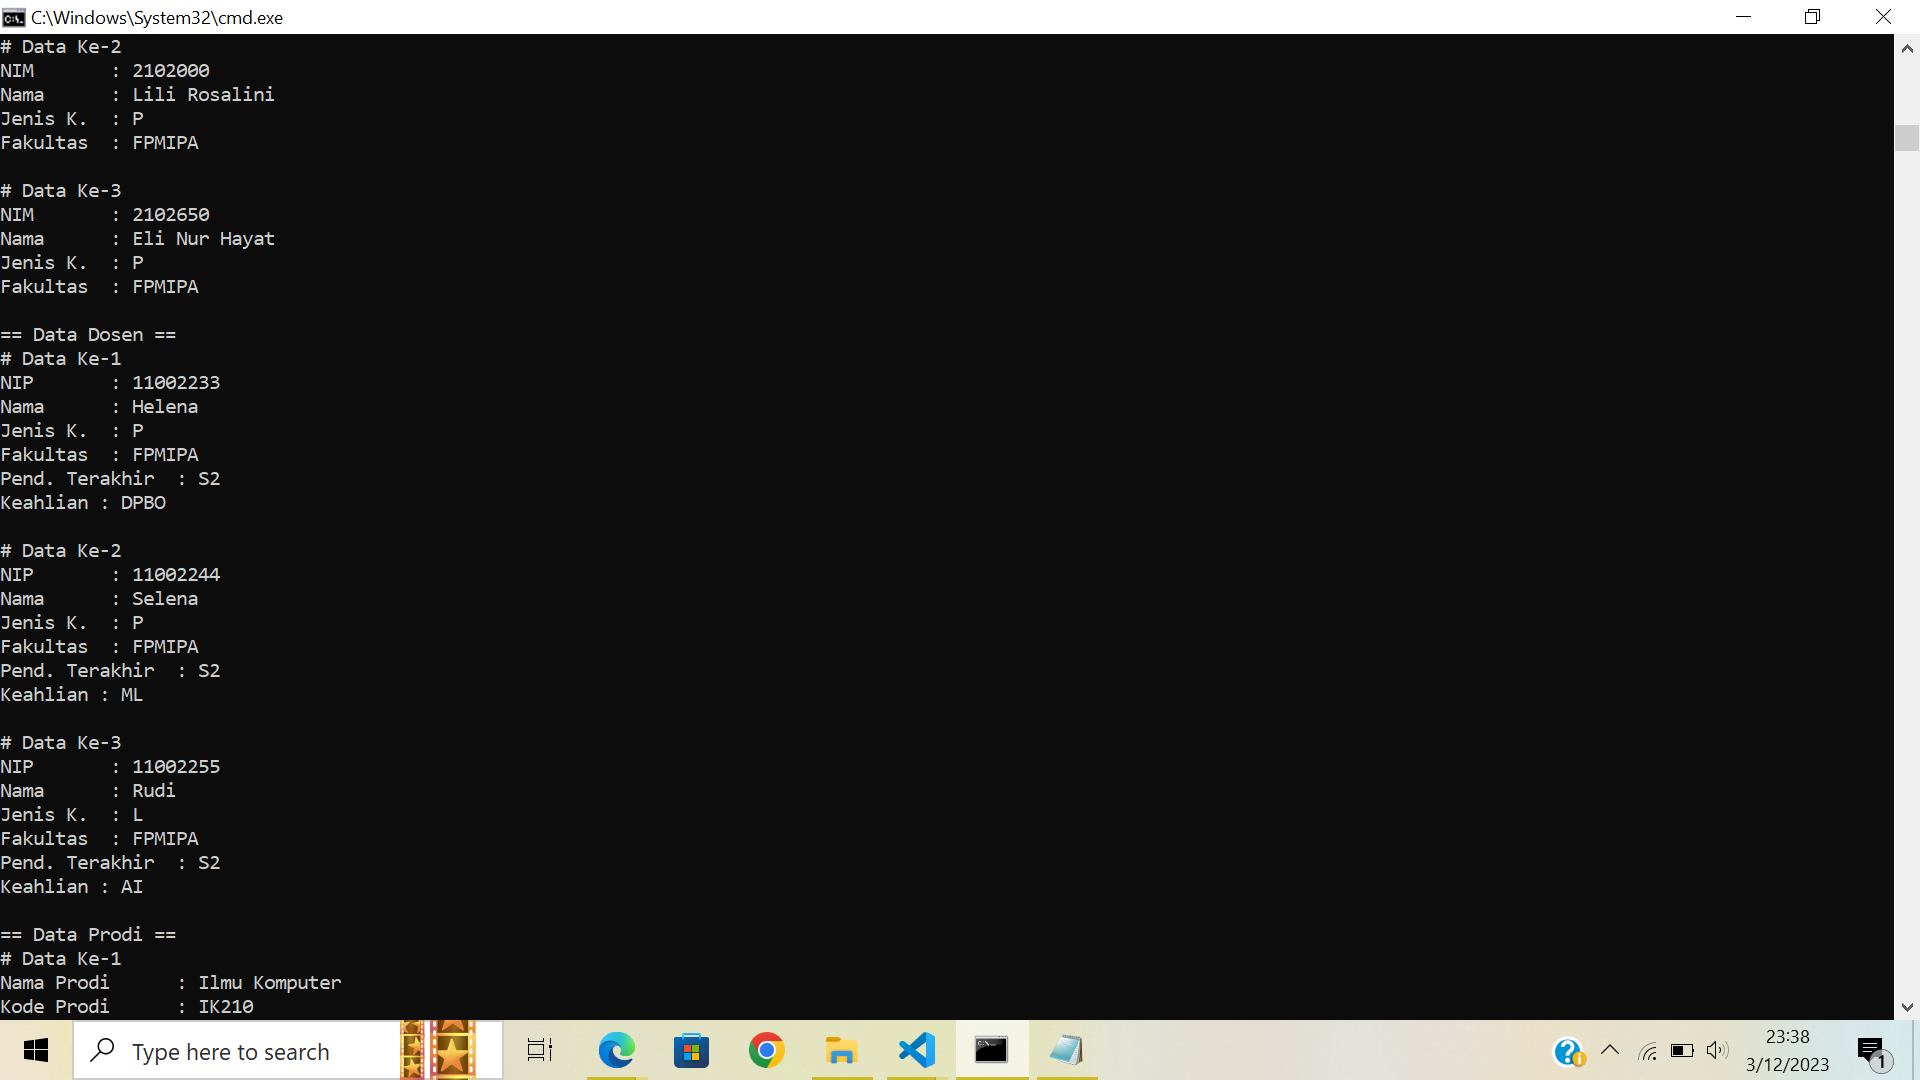 C:\Windows\System32\cmd.exe
# Data Ke-2
NIM : 2102000
Nama : Lili Rosalini
Jenis K. : P
Fakultas : FPMIPA
# Data Ke-3
NIM : 2102650
Nama : Eli Nur Hayat
Jenis K. : P
Fakultas : FPMIPA
== Data Dosen ==
# Data Ke-1
NIP : 11002233
Nama : Helena
Jenis K. : P
Fakultas : FPMIPA
Pend. Terakhir : S2
Keahlian : DPBO
# Data Ke-2
NIP : 11002244
Nama : Selena
Jenis K. : P
Fakultas : FPMIPA
Pend. Terakhir : S2
Keahlian : ML
# Data Ke-3
NIP : 11002255
Nama : Rudi
Jenis K. : L
Fakultas : FPMIPA
Pend. Terakhir : S2
Keahlian : AI
== Data Prodi ==
# Data Ke-1
Nama Prodi : Ilmu Komputer
Kode Prodi : IK210
Type here to search
23:38
3/12/2023
1